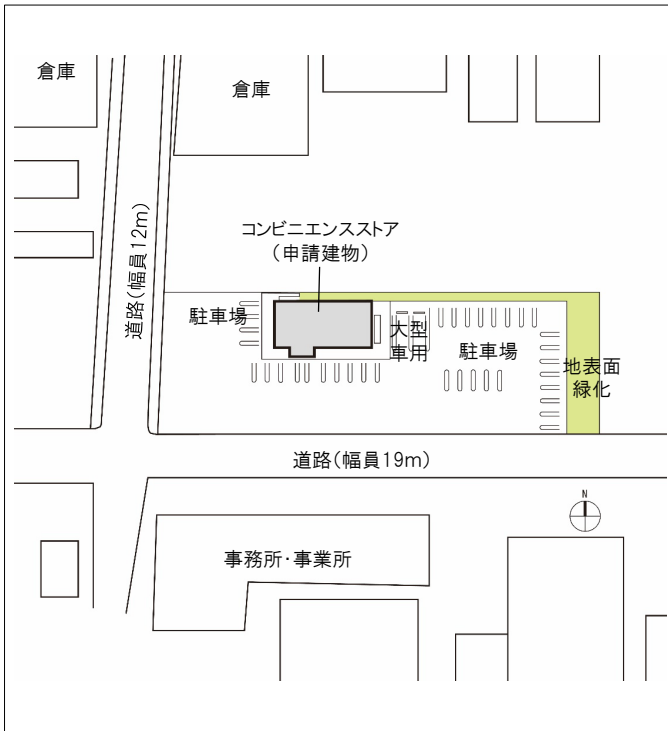 倉庫
倉庫
コンビニエンスストア
(申請建物)
道路(幅員12m)
駐車場
大型
車用
駐車場
地表面
緑化
道路(幅員19m)
N
事務所・事業所